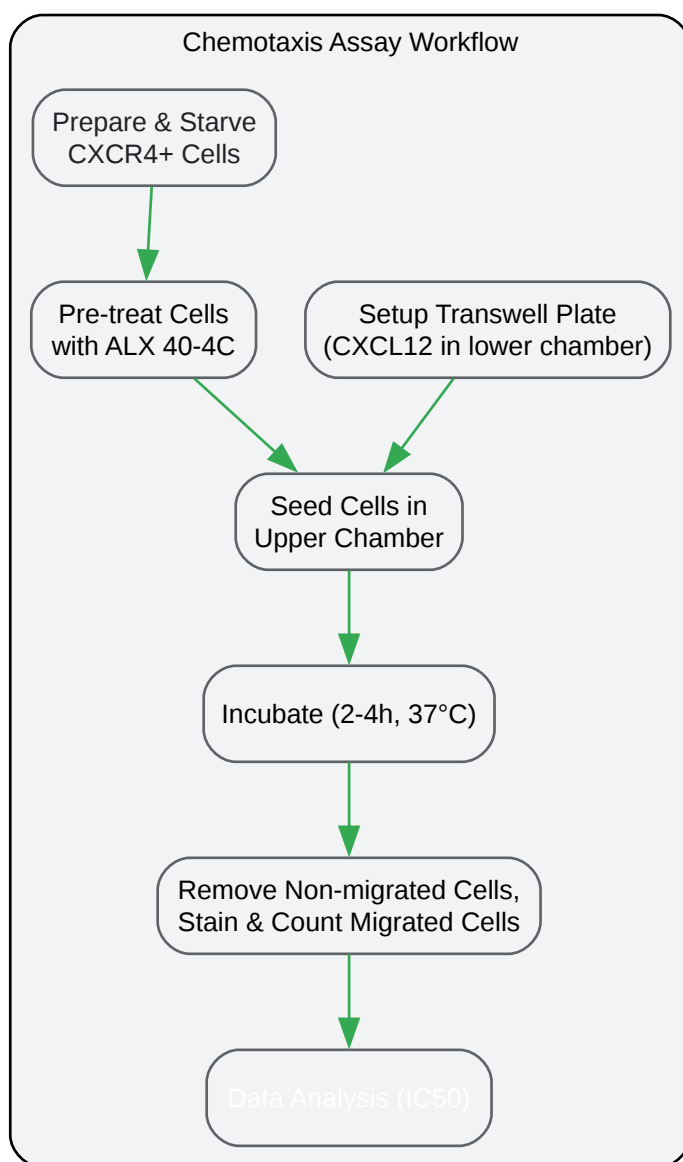 Chemotaxis Assay Workflow
Prepare & Starve
CXCR4+ Cells
Pre-treat Cells
with ALX 40-4C
Setup Transwell Plate
(CXCL12 in lower chamber)
Seed Cells in
Upper Chamber
Incubate (2-4h, 37°C)
Remove Non-migrated Cells,
Stain & Count Migrated Cells
Data Analysis (IC50)